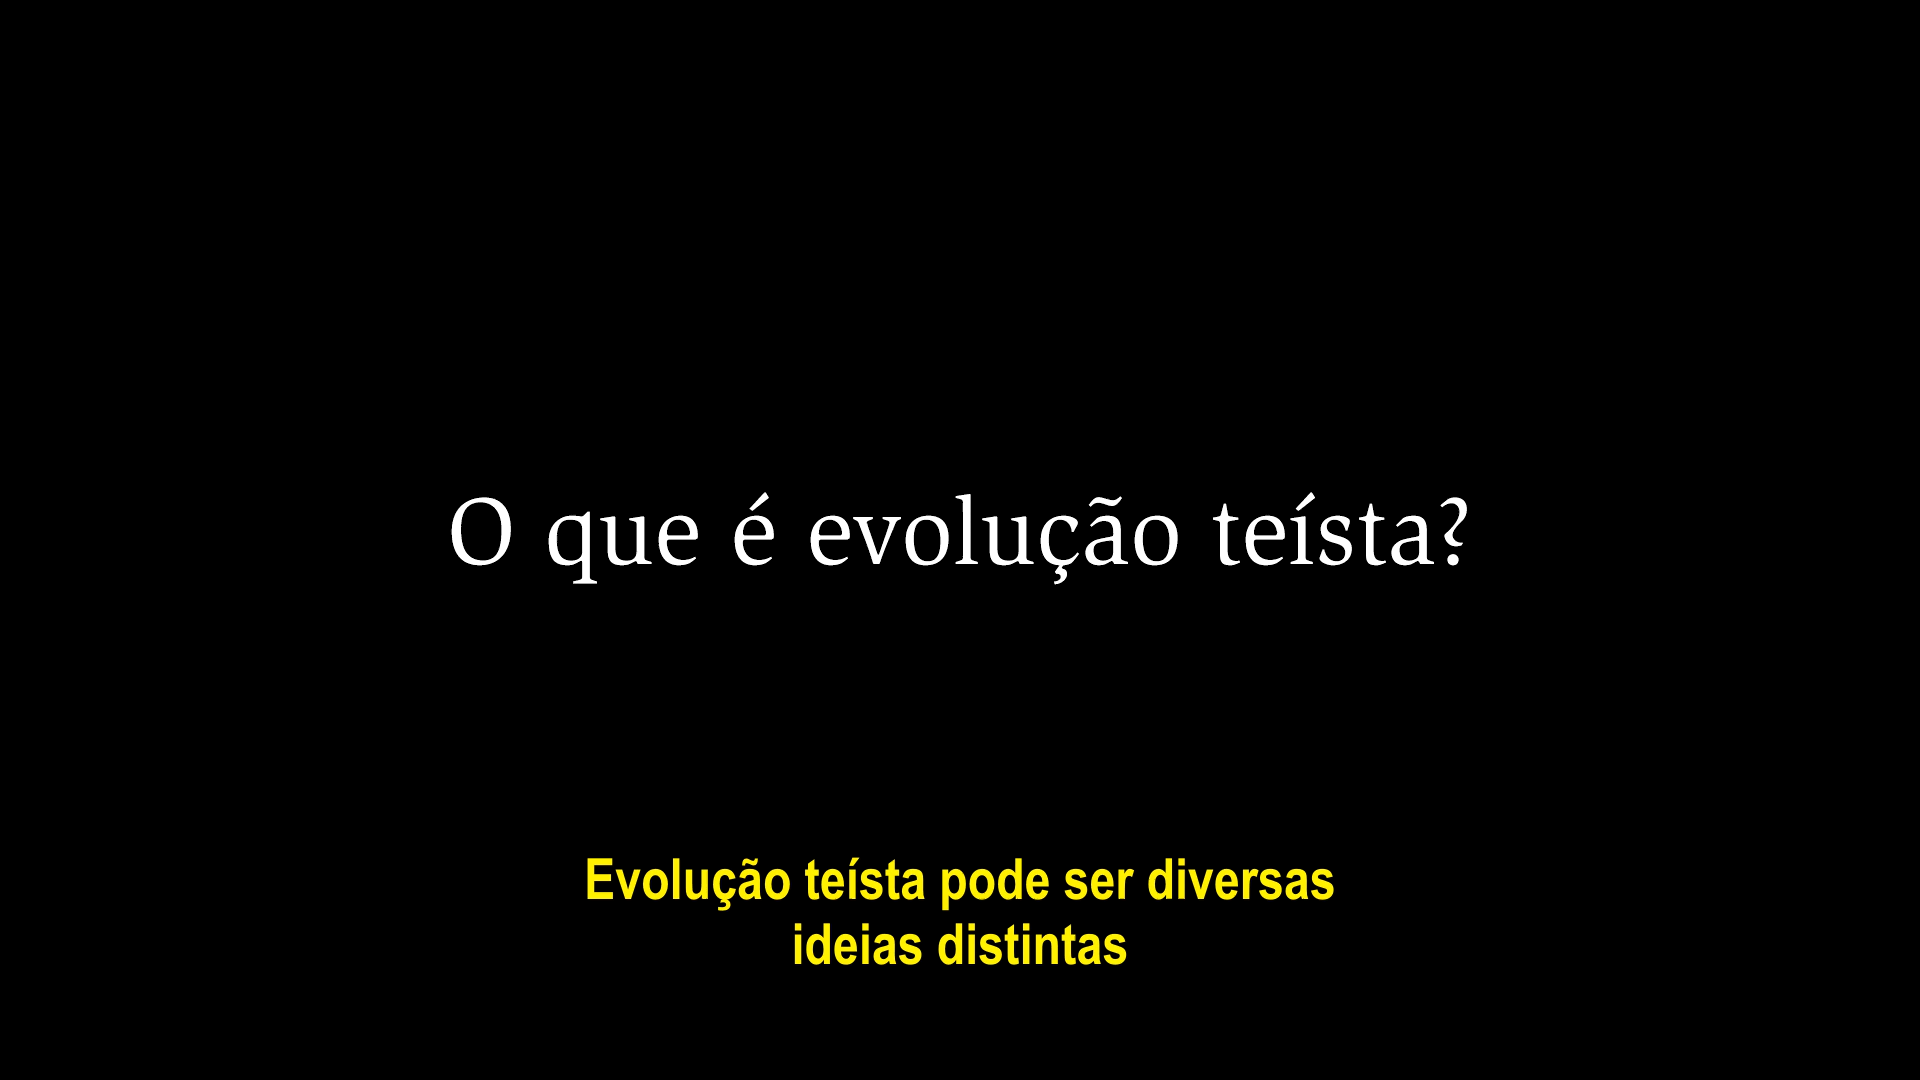 O que é evolução teísta?
Evolução teísta pode ser diversas
ideias distintas